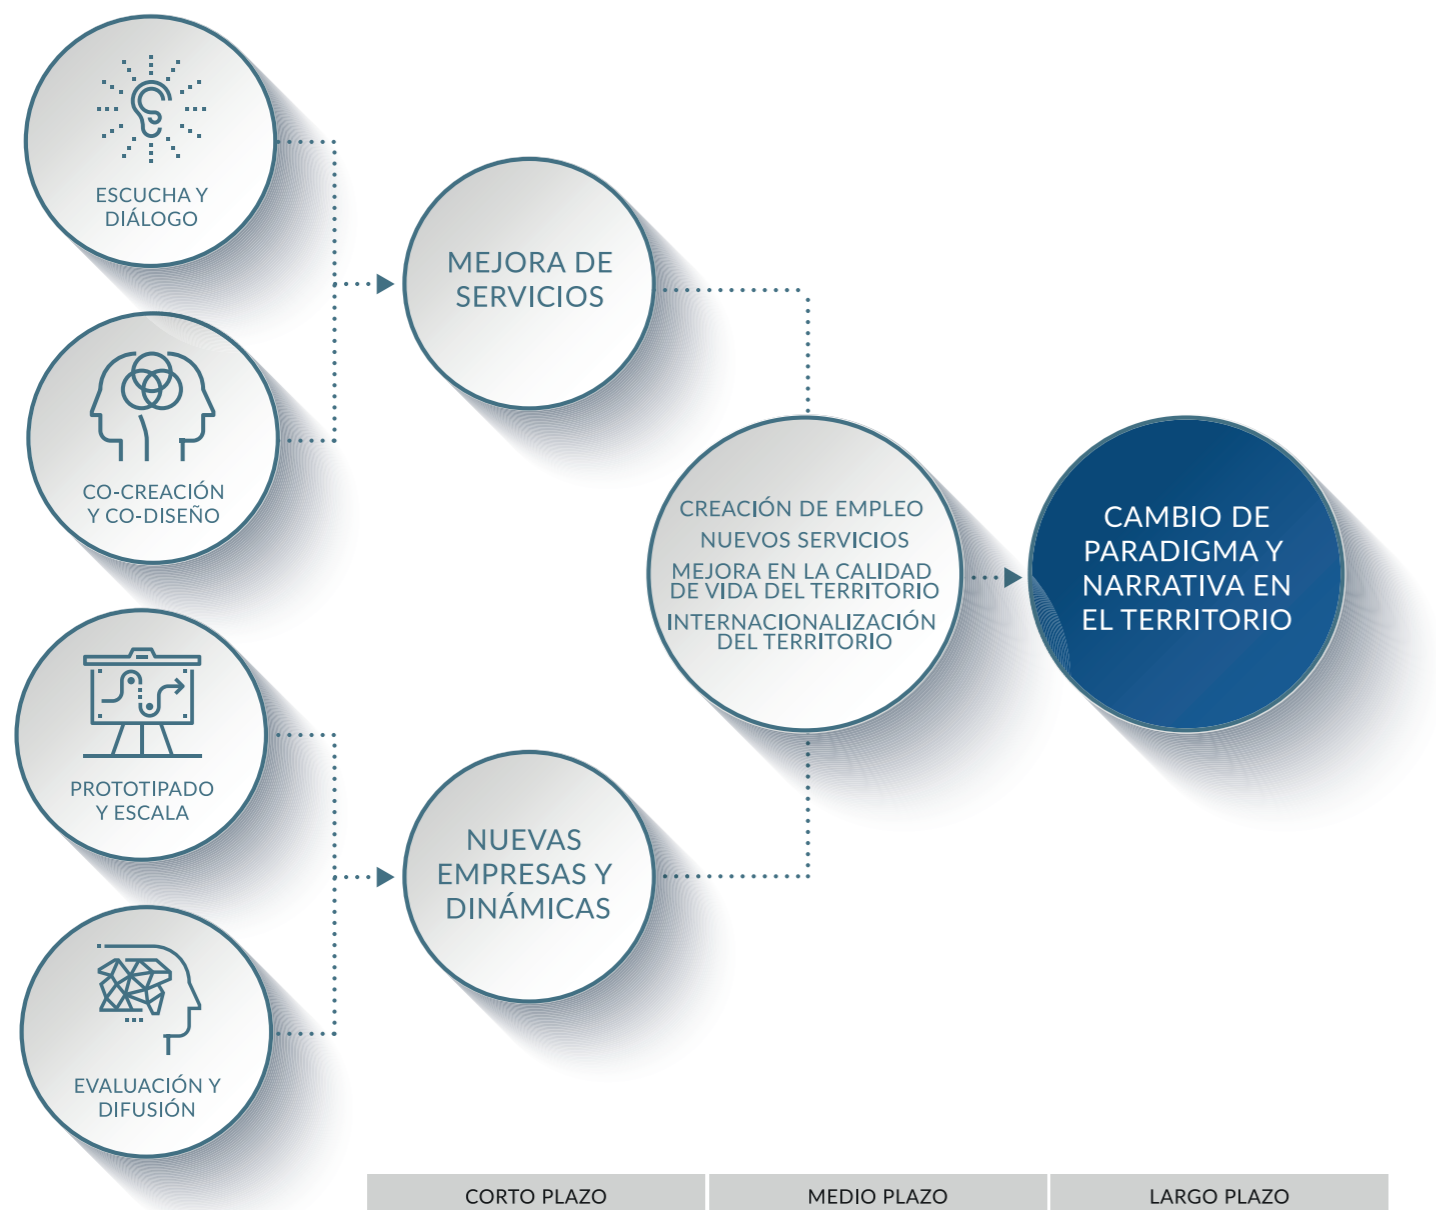 ESCUCHA Y
DIÁLOGO
CO-CREACIÓN
Y CO-DISEÑO
PROTOTIPADO
Y ESCALA
EVALUACIÓN Y
DIFUSIÓN
MEJORA DE
SERVICIOS
NUEVAS
EMPRESAS Y
DINÁMICAS
CREACIÓN DE EMPLEO
NUEVOS SERVICIOS
MEJORA EN LA CALIDAD
DE VIDA DEL TERRITORIO
INTERNACIONALIZACIÓN
DEL TERRITORIO
CAMBIO DE
PARADIGMA Y
NARRATIVA EN
EL TERRITORIO
CORTO PLAZO
MEDIO PLAZO
LARGO PLAZO